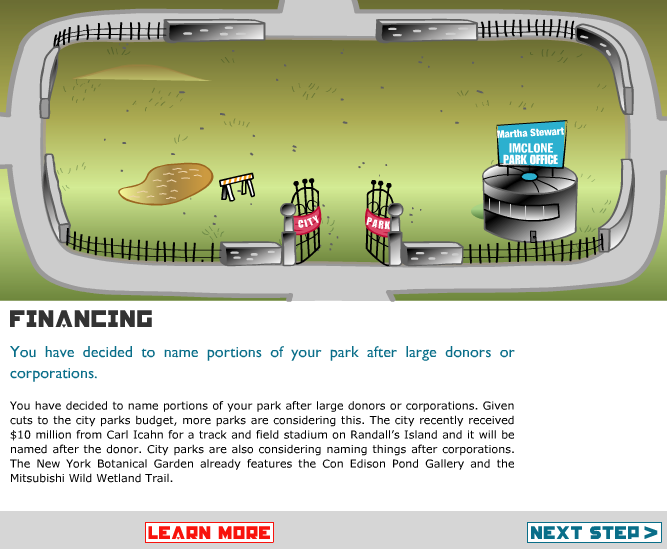 Martha Stewart
IMCLONE
PARK OFFICE
CITY PARK
FINANCING
You have decided to name portions of your park after large donors or
corporations.
You have decided to name portions of your park after large donors or corporations. Given
cuts to the city parks budget, more parks are considering this. The city recently received
$10 million from Carl Icahn for a track and field stadium on Randall's Island and it will be
named after the donor. City parks are also considering naming things after corporations.
The New York Botanical Garden already features the Con Edison Pond Gallery and the
Mitsubishi Wild Wetland Trail.
LEARN MORE
NEXT STEP >